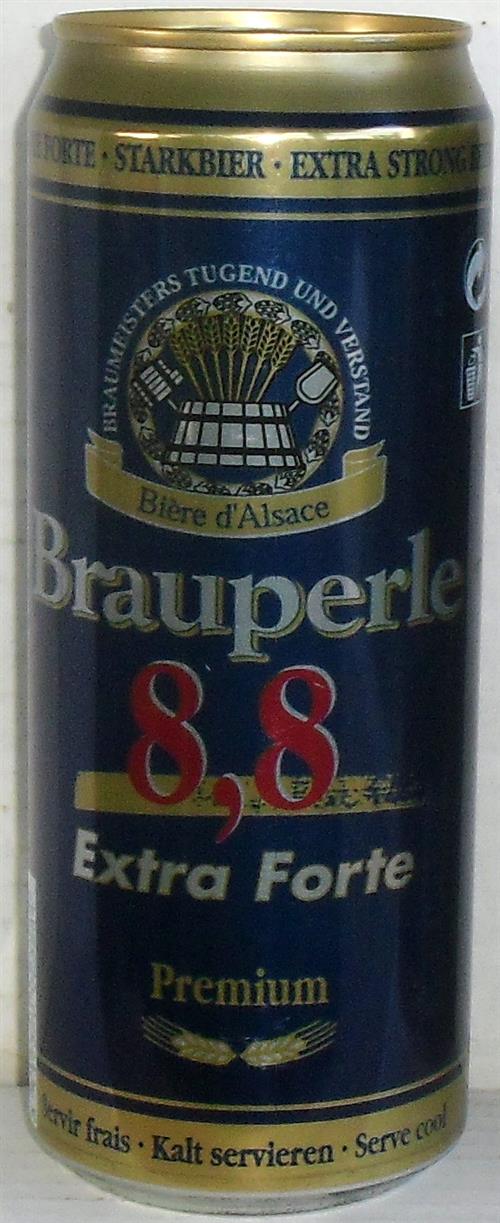 FORTE · STARKBIER · EXTRA STRONG
BRAUMEISTERS TUGEND UND VERSTAND
Bière d'Alsace
Brauperle
8,8
Extra Forte
Premium
Servir frais · Kalt servieren · Serve cool